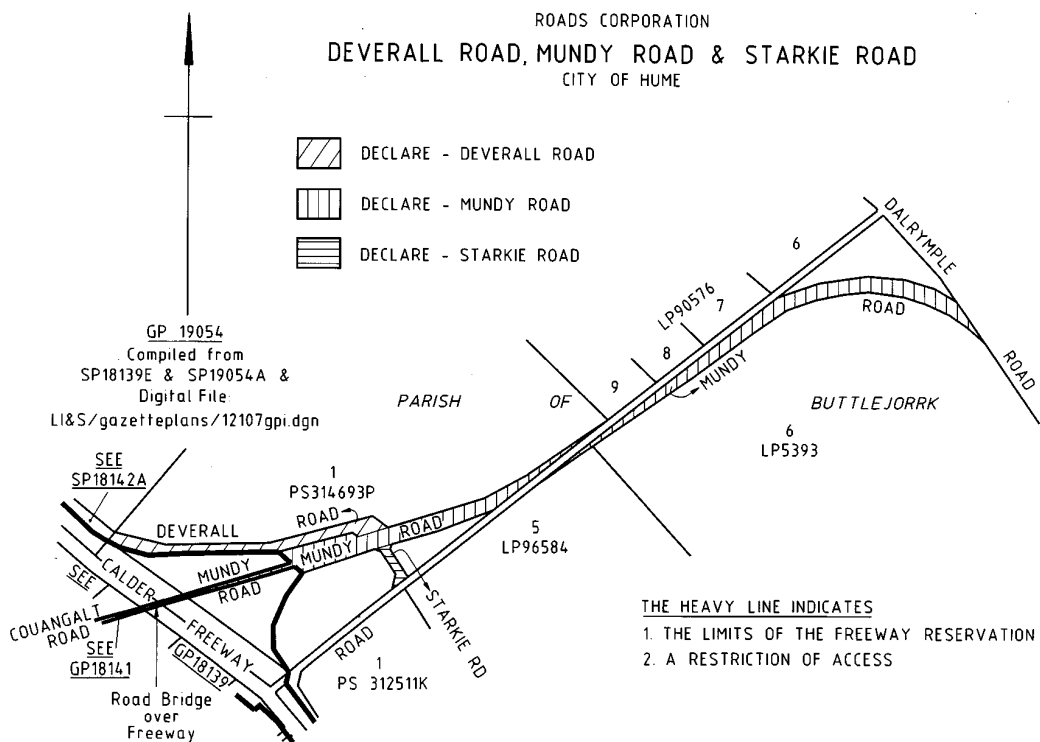 ROADS CORPORATION
DEVERALL ROAD, MUNDY ROAD & STARKIE ROAD
CITY OF HUME
DECLARE - DEVERALL ROAD
DECLARE - MUNDY ROAD
DECLARE - STARKIE ROAD
GP 19054
Compiled from
SP18139E & SP19054A &
Digital File:
LI&S/gazetteplans/12107gpi.dgn
DALRYMPLE
ROAD
6
7
LP90576
8
9
ROAD
MUNDY
PARISH OF BUTTLEJORRK
6
LP5393
SEE
SP18142A
1
PS314693P
DEVERALL
ROAD
ROAD
MUNDY
5
LP96584
MUNDY
ROAD
CALDER
FREEWAY
SEE
GP18139
COUANGALT
ROAD
SEE
GP18141
Road Bridge
over
Freeway
ROAD
STARKIE RD
1
PS 312511K
THE HEAVY LINE INDICATES
1. THE LIMITS OF THE FREEWAY RESERVATION
2. A RESTRICTION OF ACCESS